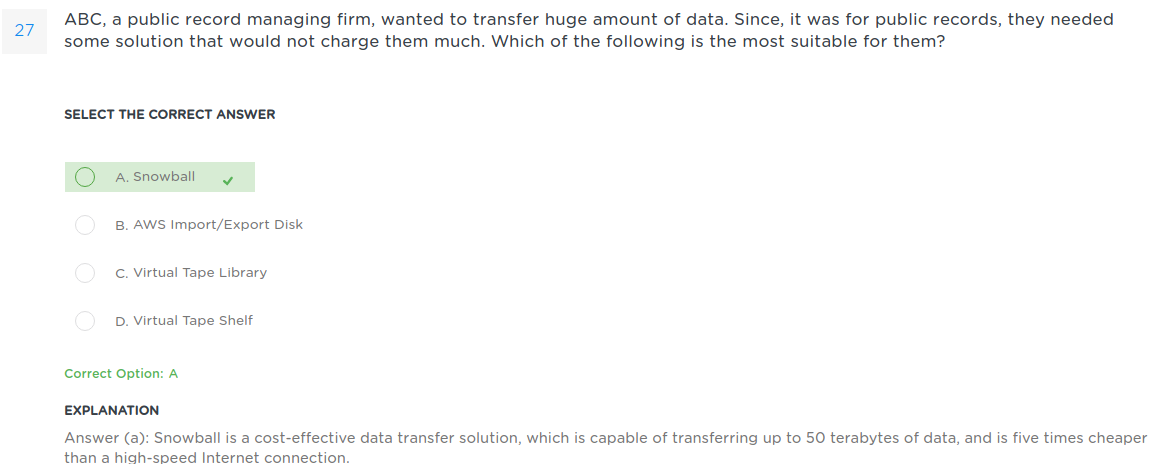 27
ABC, a public record managing firm, wanted to transfer huge amount of data. Since, it was for public records, they needed
some solution that would not charge them much. Which of the following is the most suitable for them?
SELECT THE CORRECT ANSWER
A. Snowball
B. AWS Import/Export Disk
C. Virtual Tape Library
D. Virtual Tape Shelf
Correct Option: A
EXPLANATION
Answer (a): Snowball is a cost-effective data transfer solution, which is capable of transferring up to 50 terabytes of data, and is five times cheaper
than a high-speed Internet connection.